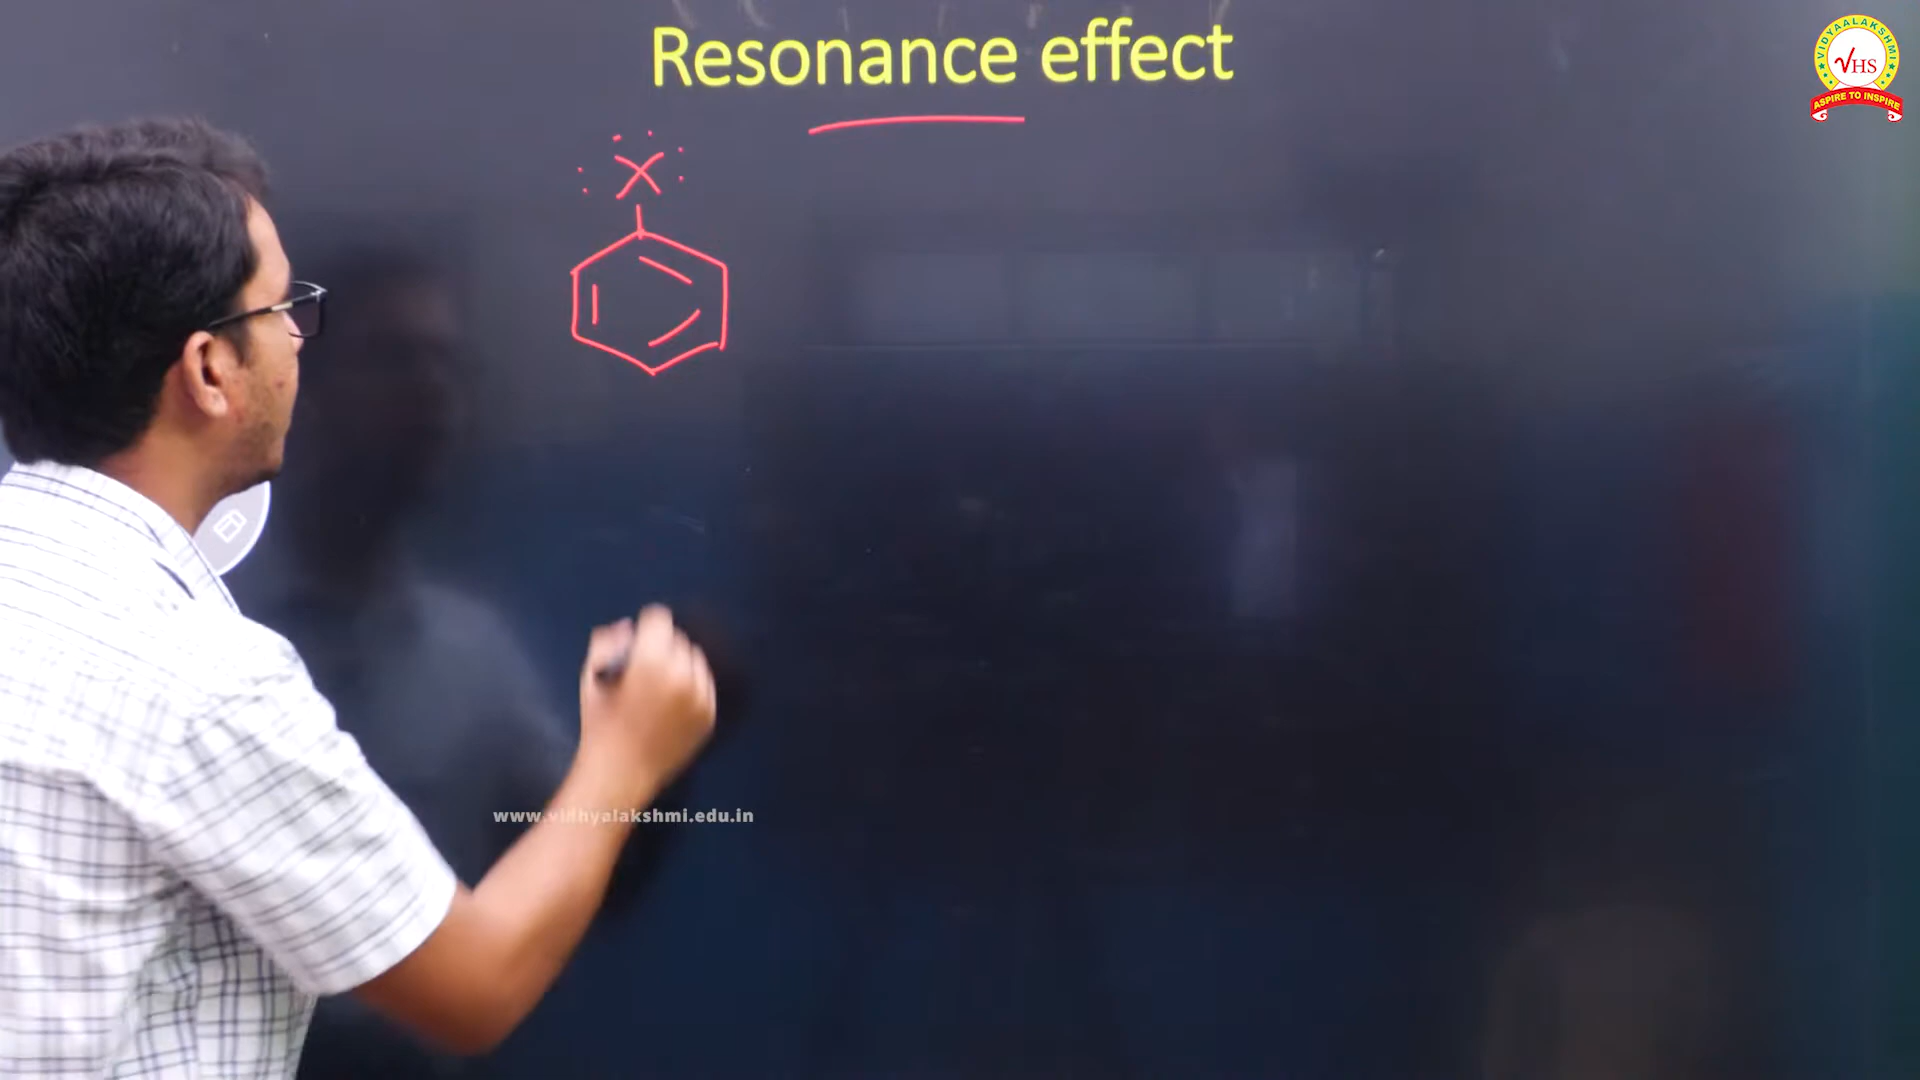 Resonance effect
VIDYAALAKSHMI
VHS
ASPIRE TO INSPIRE
X
www.vidhyalakshmi.edu.in